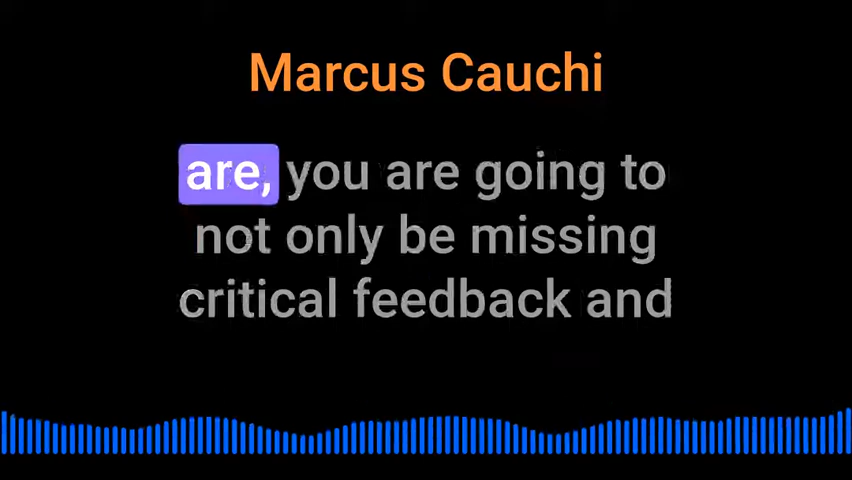 Marcus Cauchi
are, you are going to
not only be missing
critical feedback and